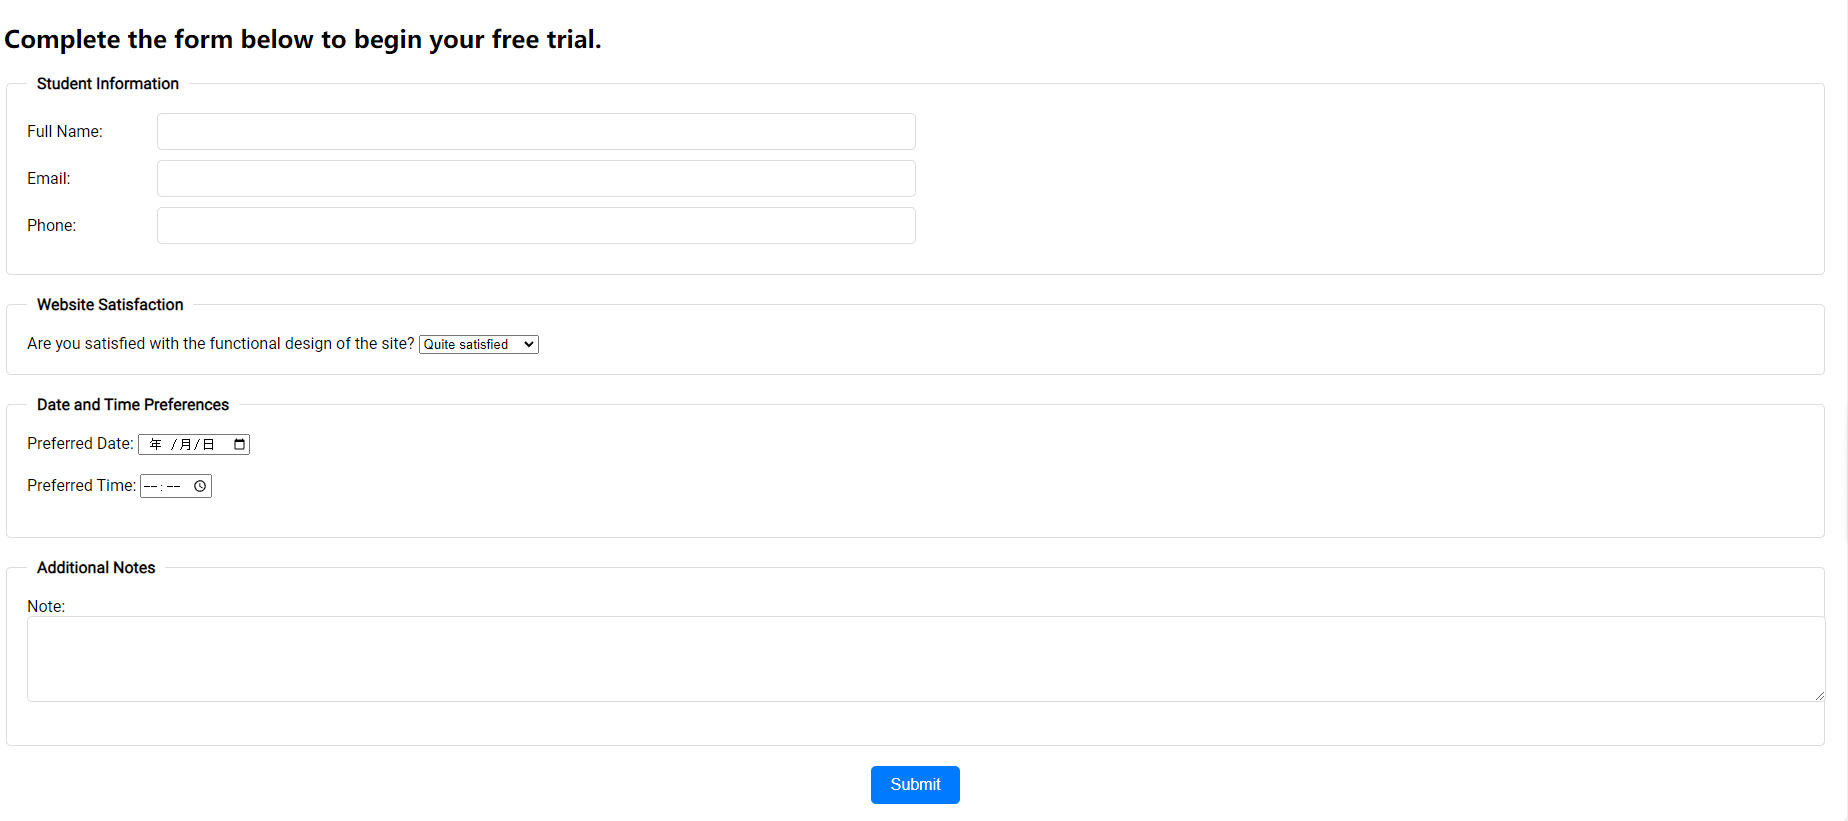 Complete the form below to begin your free trial.
Student Information
Full Name:
Email:
Phone:
Website Satisfaction
Are you satisfied with the functional design of the site? Quite satisfied
Date and Time Preferences
Preferred Date: 年 /月/日
Preferred Time: --:--
Additional Notes
Note:
Submit